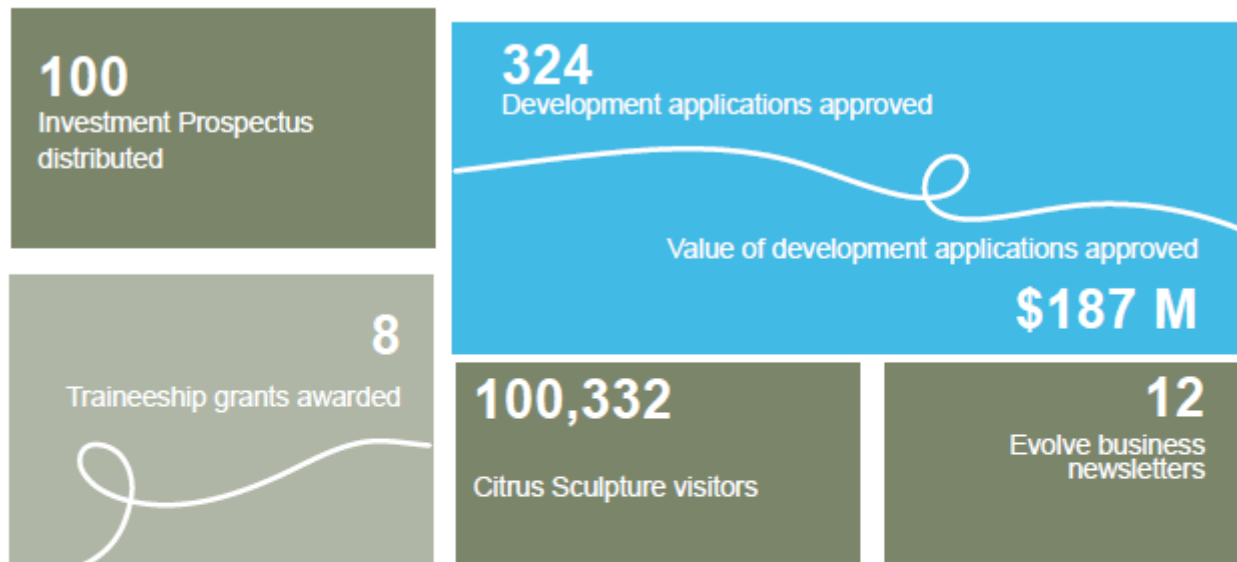 100
Investment Prospectus
distributed
324
Development applications approved
Value of development applications approved
$187 M
8
Traineeship grants awarded
100,332
Citrus Sculpture visitors
12
Evolve business
newsletters